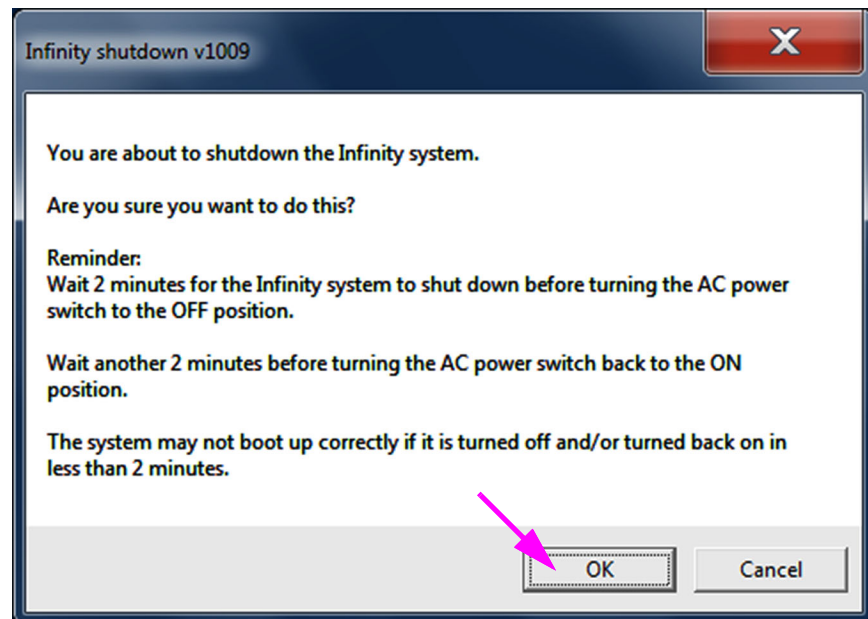 Infinity shutdown v1009
You are about to shutdown the Infinity system.
Are you sure you want to do this?
Reminder:
Wait 2 minutes for the Infinity system to shut down before turning the AC power
switch to the OFF position.
Wait another 2 minutes before turning the AC power switch back to the ON
position.
The system may not boot up correctly if it is turned off and/or turned back on in
less than 2 minutes.
OK
Cancel